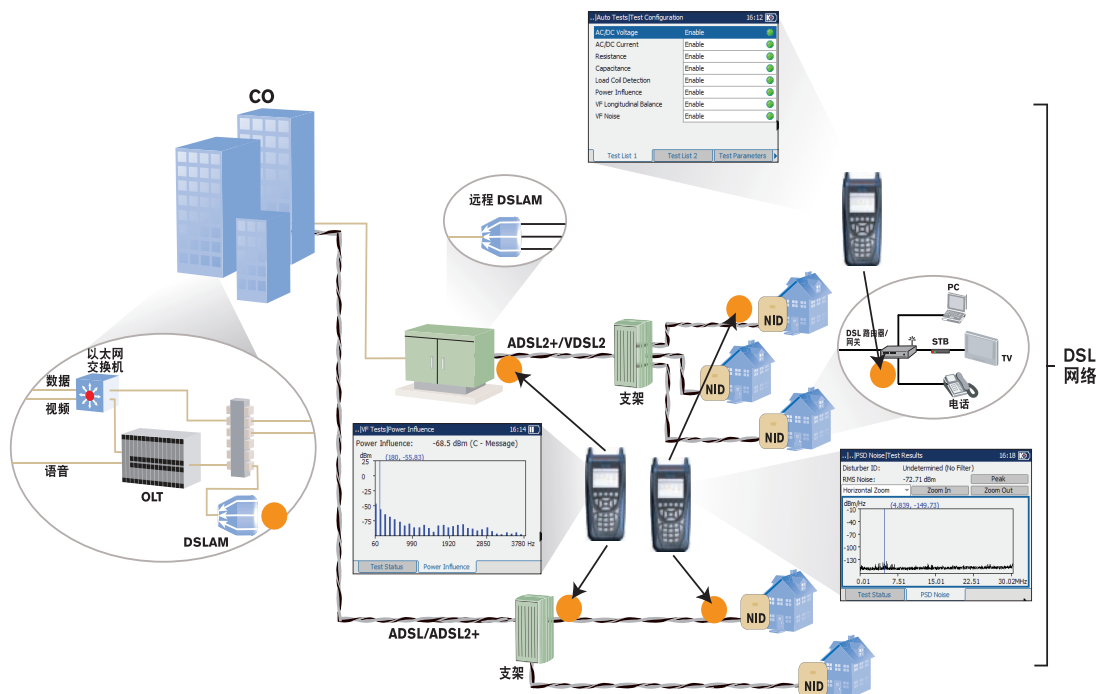 ..|Auto Tests|Test Configuration 16:12
AC/DC Voltage Enable
AC/DC Current Enable
Resistance Enable
Capacitance Enable
Load Coil Detection Enable
Power Influence Enable
VF Longitudinal Balance Enable
VF Noise Enable
Test List 1 Test List 2 Test Parameters
CO
远程 DSLAM
PC
DSL 路由器/
网关
STB
TV
电话
NID
ADSL2+/VDSL2
支架
NID
NID
DSL
网络
以太网
交换机
数据
视频
语音
OLT
DSLAM
..|VF Tests|Power Influence 16:14
Power Influence: -68.5 dBm (C - Message)
dBm (180, -55.83)
25
0
-25
-50
-75
60 990 1920 2850 3780 Hz
Test Status Power Influence
..|..|PSD Noise|Test Results 16:18
Disturber ID: Undetermined (No Filter)
RMS Noise: -72.71 dBm Peak
Horizontal Zoom Zoom In Zoom Out
dBm/Hz (4.839, -149.73)
-10
-40
-70
-100
-130
0.01 7.51 15.01 22.51 30.02MHz
Test Status PSD Noise
ADSL/ADSL2+
支架
NID
NID